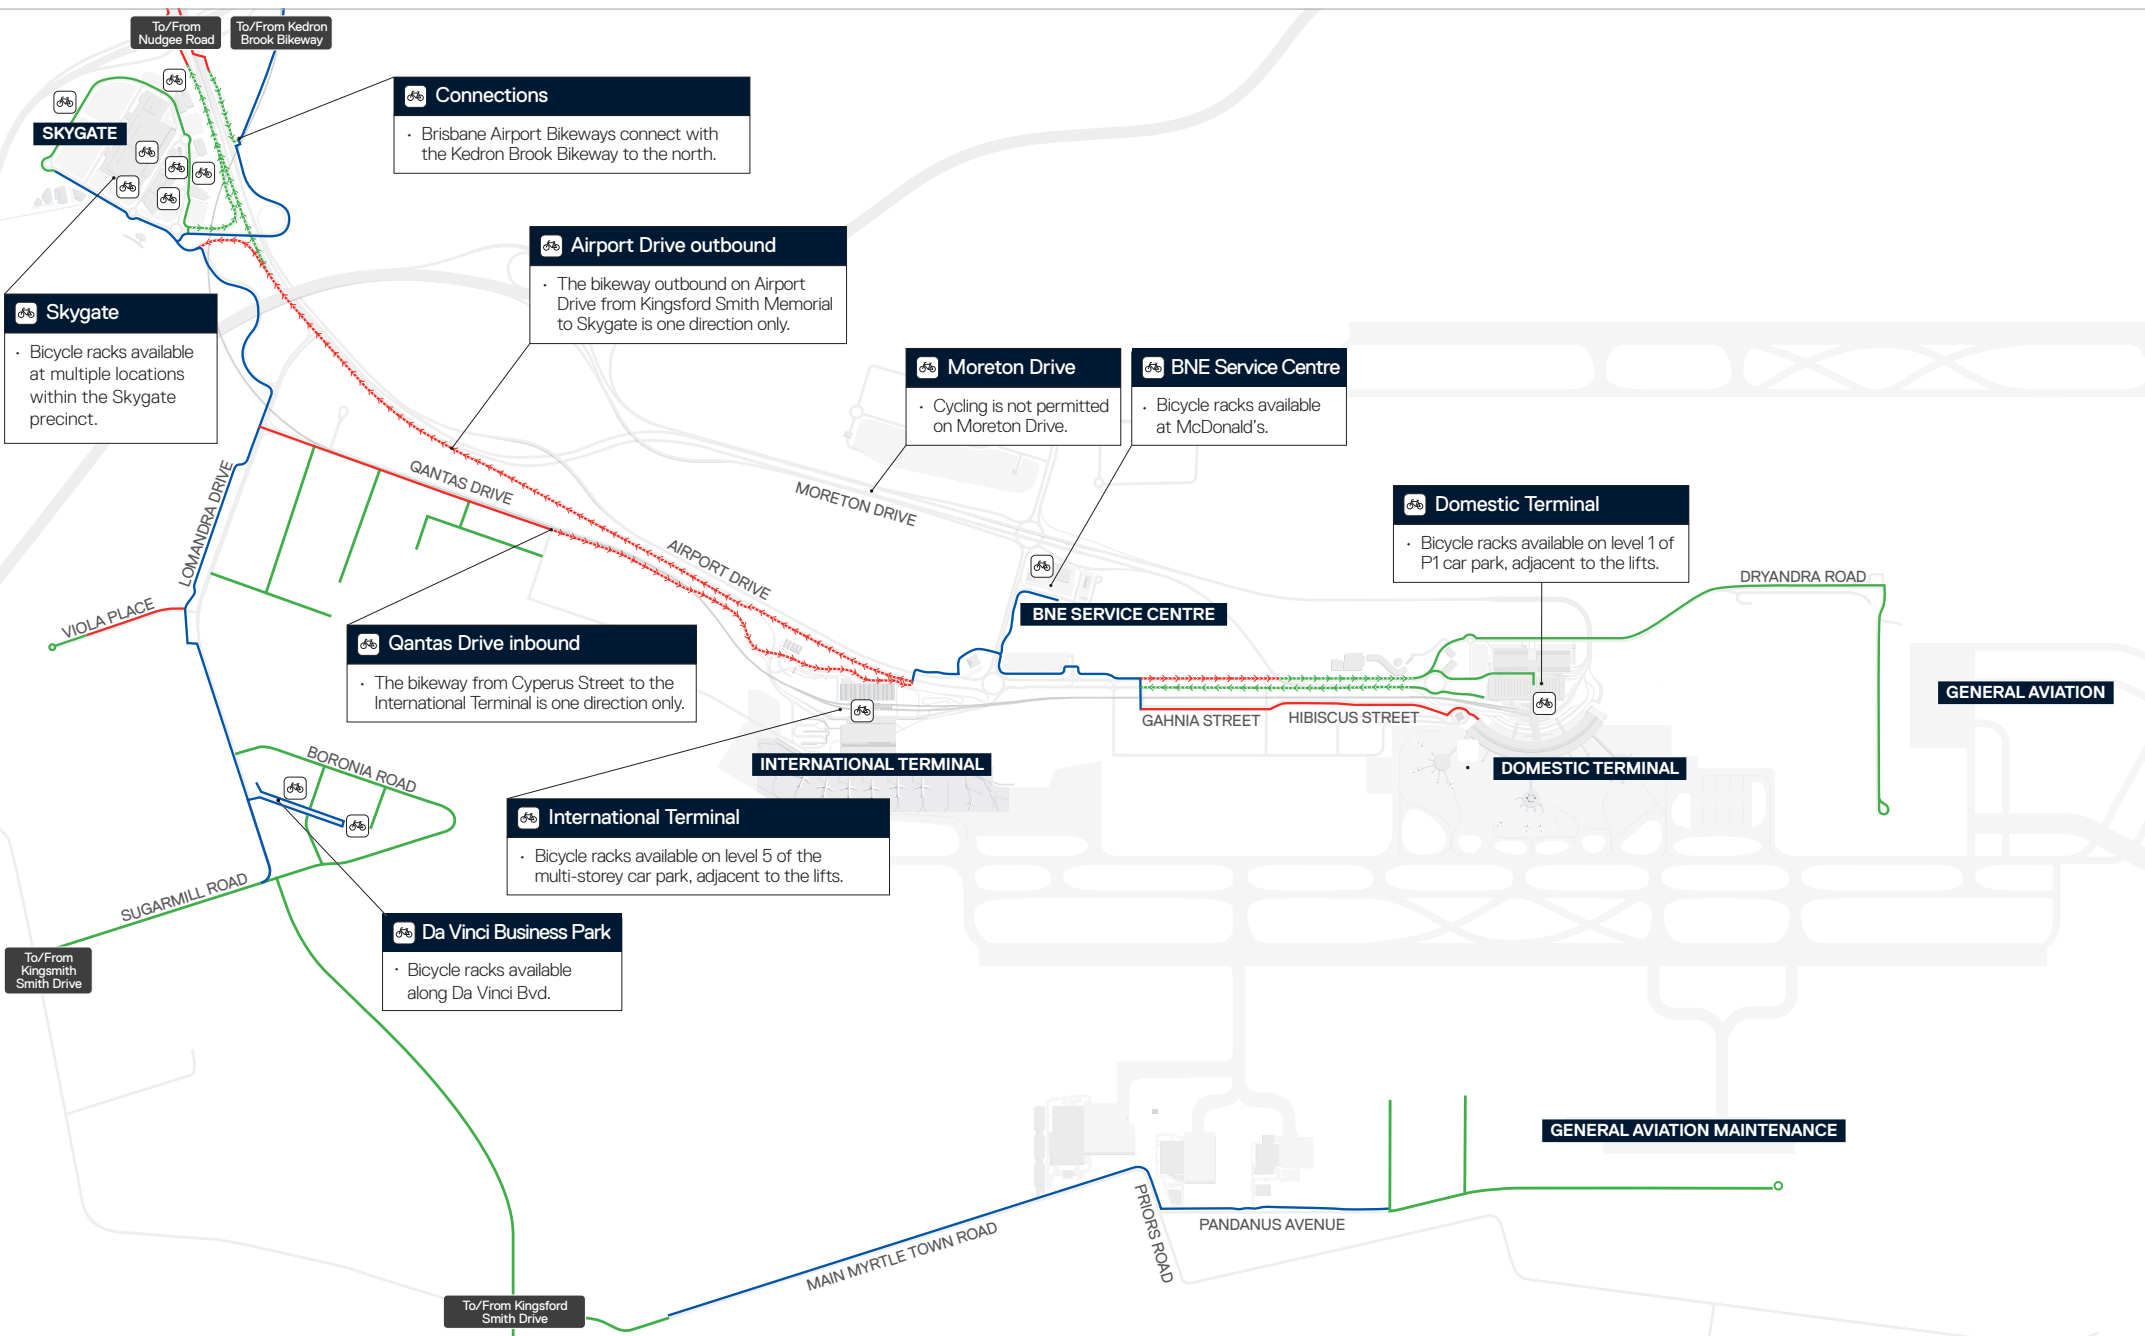 To/From
Nudgee Road
To/From Kedron
Brook Bikeway
Connections
· Brisbane Airport Bikeways connect with
the Kedron Brook Bikeway to the north.
SKYGATE
Airport Drive outbound
· The bikeway outbound on Airport
Drive from Kingsford Smith Memorial
to Skygate is one direction only.
Skygate
· Bicycle racks available
at multiple locations
within the Skygate
precinct.
Moreton Drive
· Cycling is not permitted
on Moreton Drive.
BNE Service Centre
· Bicycle racks available
at McDonald's.
QANTAS DRIVE
MORETON DRIVE
LOMANDRA DRIVE
AIRPORT DRIVE
Domestic Terminal
· Bicycle racks available on level 1 of
P1 car park, adjacent to the lifts.
DRYANDRA ROAD
VIOLA PLACE
BNE SERVICE CENTRE
Qantas Drive inbound
· The bikeway from Cyperus Street to the
International Terminal is one direction only.
GENERAL AVIATION
GAHNIA STREET
HIBISCUS STREET
INTERNATIONAL TERMINAL
DOMESTIC TERMINAL
BORONIA ROAD
International Terminal
· Bicycle racks available on level 5 of the
multi-storey car park, adjacent to the lifts.
SUGARMILL ROAD
Da Vinci Business Park
· Bicycle racks available
along Da Vinci Bvd.
To/From
Kingsmith
Smith Drive
GENERAL AVIATION MAINTENANCE
PRIORS ROAD
PANDANUS AVENUE
MAIN MYRTLE TOWN ROAD
To/From Kingsford
Smith Drive